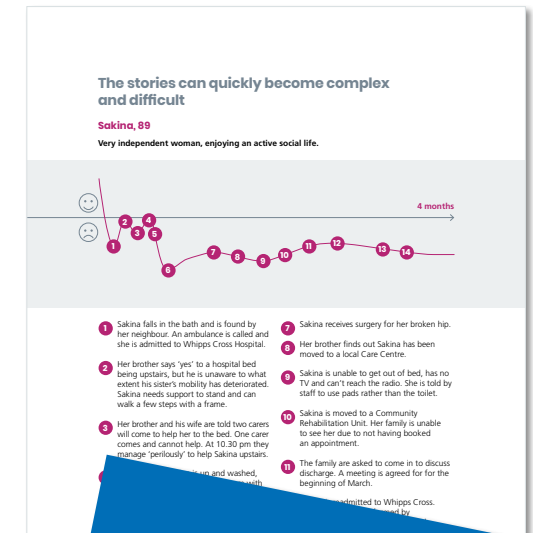 The stories can quickly become complex
and difficult
Sakina, 89
Very independent woman, enjoying an active social life.
4 months
1
2
3
4
5
6
7
8
9
10
11
12
13
14
1 Sakina falls in the bath and is found by
her neighbour. An ambulance is called and
she is admitted to Whipps Cross Hospital.
2 Her brother says 'yes' to a hospital bed
being upstairs, but he is unaware to what
extent his sister's mobility has deteriorated.
Sakina needs support to stand and can
walk a few steps with a frame.
3 Her brother and his wife are told two carers
will come to help her to the bed. One carer
comes and cannot help. At 10.30 pm they
manage 'perilously' to help Sakina upstairs.
is up and washed,
with
7 Sakina receives surgery for her broken hip.
8 Her brother finds out Sakina has been
moved to a local Care Centre.
9 Sakina is unable to get out of bed, has no
TV and can't reach the radio. She is told by
staff to use pads rather than the toilet.
10 Sakina is moved to a Community
Rehabilitation Unit. Her family is unable
to see her due to not having booked
an appointment.
11 The family are asked to come in to discuss
discharge. A meeting is agreed for for the
beginning of March.
admitted to Whipps Cross.
by